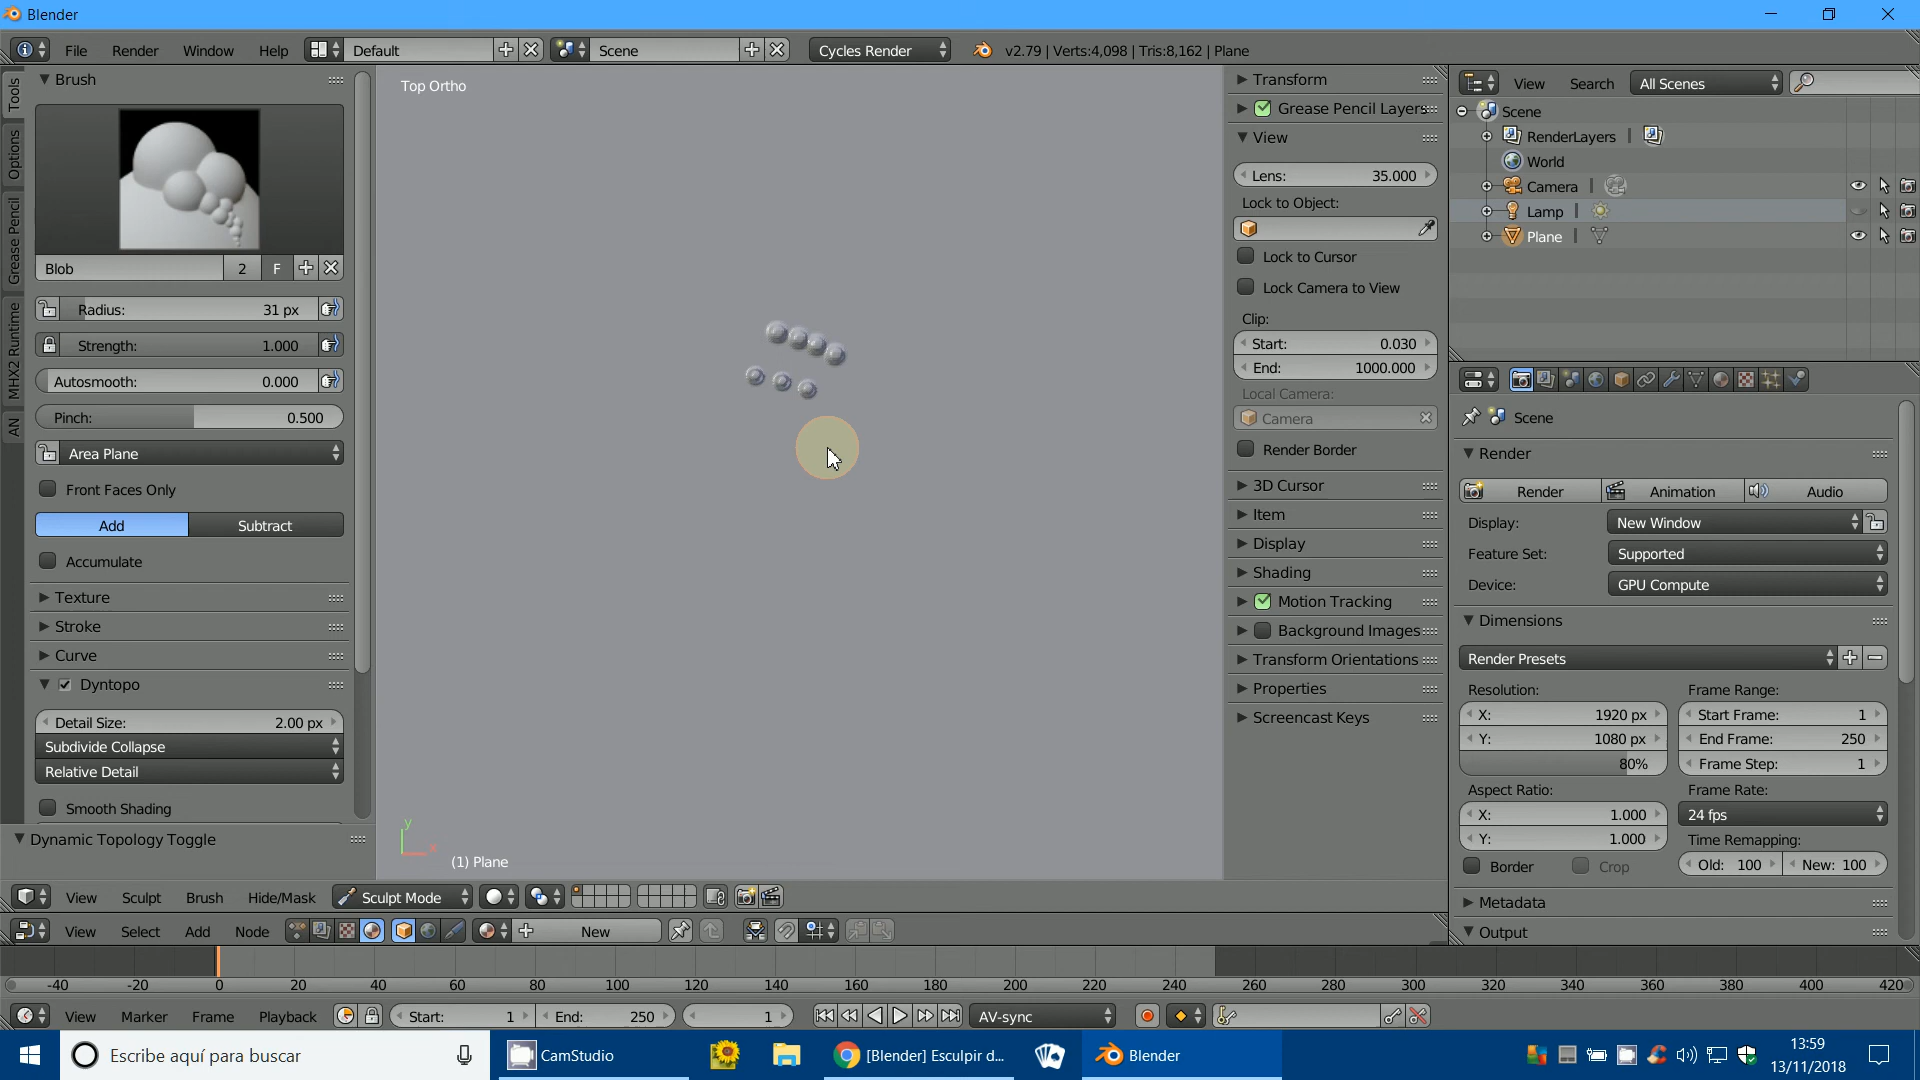 Blender
File Render Window Help Default Scene Cycles Render v2.79 | Verts:4,098 | Tris:8,162 | Plane
Tools
Options
Grease Pencil
MHX2 Runtime
AN
Brush
Blob 2 F
Radius: 31 px
Strength: 1.000
Autosmooth: 0.000
Pinch: 0.500
Area Plane
Front Faces Only
Add Subtract
Accumulate
Texture
Stroke
Curve
Dyntopo
Detail Size: 2.00 px
Subdivide Collapse
Relative Detail
Smooth Shading
Dynamic Topology Toggle
Top Ortho
y
x
(1) Plane
Transform
Grease Pencil Layers
View
Lens: 35.000
Lock to Object:
Lock to Cursor
Lock Camera to View
Clip:
Start: 0.030
End: 1000.000
Local Camera:
Camera
Render Border
3D Cursor
Item
Display
Shading
Motion Tracking
Background Images
Transform Orientations
Properties
Screencast Keys
View Search All Scenes
Scene
RenderLayers
World
Camera
Lamp
Plane
Scene
Render
Render Animation Audio
Display: New Window
Feature Set: Supported
Device: GPU Compute
Dimensions
Render Presets
Resolution: Frame Range:
X: 1920 px Start Frame: 1
Y: 1080 px End Frame: 250
80% Frame Step: 1
Aspect Ratio: Frame Rate:
X: 1.000 24 fps
Y: 1.000 Time Remapping:
Border Crop Old: 100 New: 100
Metadata
Output
View Sculpt Brush Hide/Mask Sculpt Mode
View Select Add Node New
-40 -20 0 20 40 60 80 100 120 140 160 180 200 220 240 260 280 300 320 340 360 380 400 420
View Marker Frame Playback Start: 1 End: 250 1 AV-sync
Escribe aquí para buscar CamStudio [Blender] Esculpir d... Blender
13:59
13/11/2018